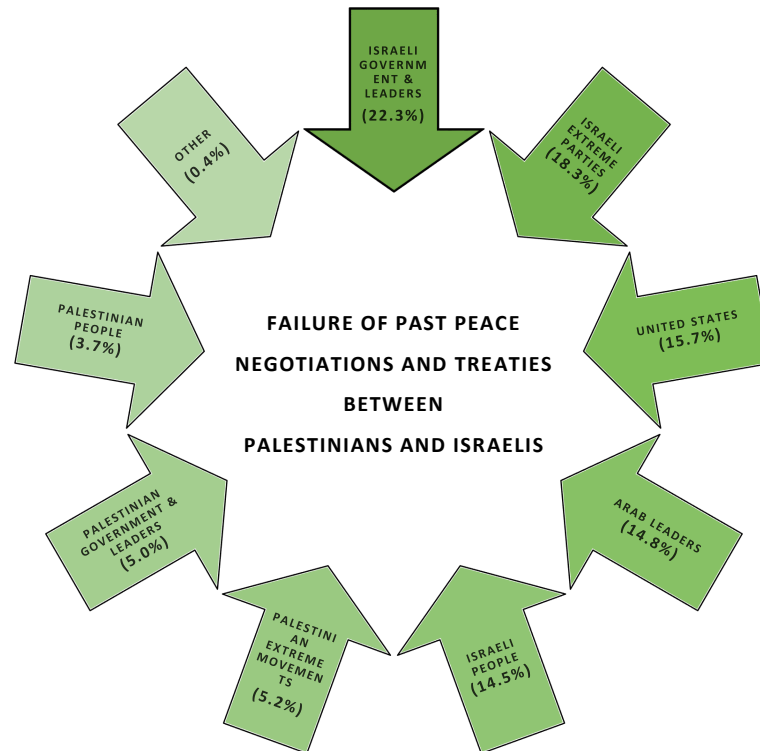 ISRAELI
GOVERNM
ENT &
LEADERS
(22.3%)
ISRAELI
EXTREME
PARTIES
(18.3%)
UNITED STATES
(15.7%)
ARAB LEADERS
(14.8%)
ISRAELI
PEOPLE
(14.5%)
PALESTINI
AN
EXTREME
MOVEMEN
TS
(5.2%)
PALESTINIAN
GOVERNMENT &
LEADERS
(5.0%)
PALESTINIAN
PEOPLE
(3.7%)
OTHER
(0.4%)
FAILURE OF PAST PEACE
NEGOTIATIONS AND TREATIES
BETWEEN
PALESTINIANS AND ISRAELIS